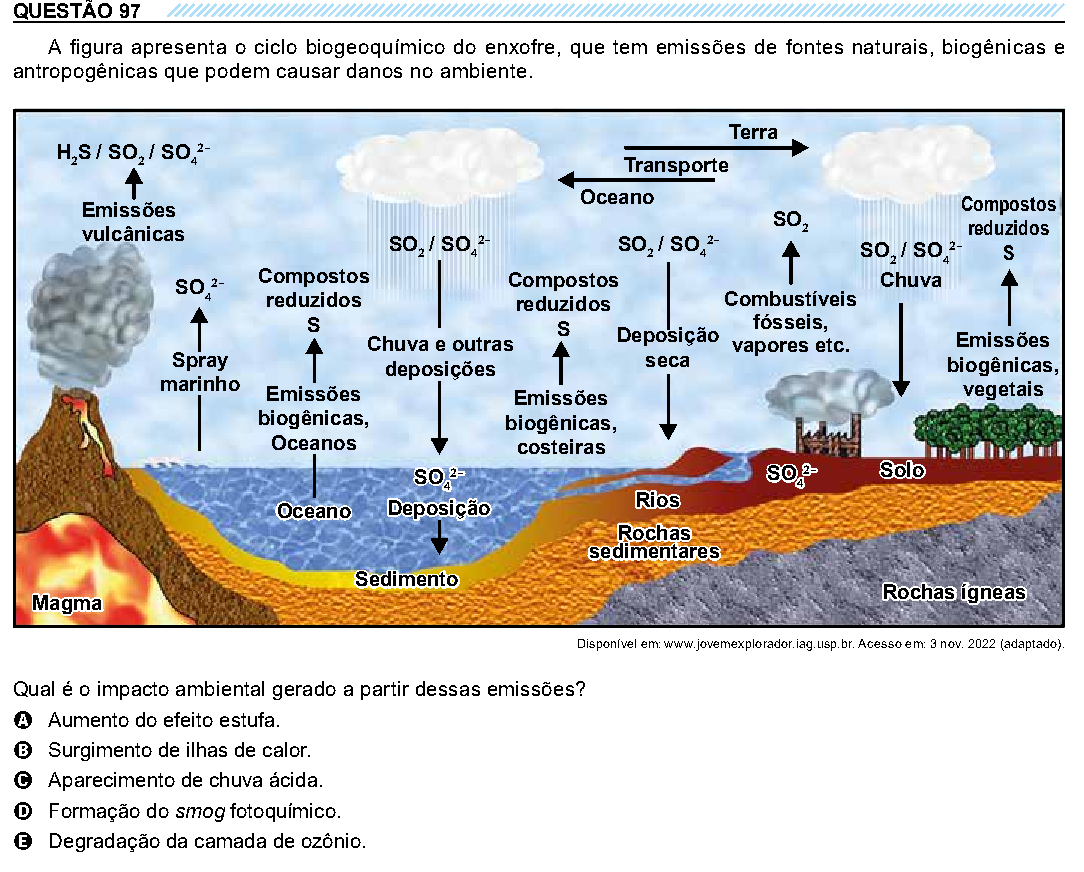 QUESTÃO 97
A figura apresenta o ciclo biogeoquímico do enxofre, que tem emissões de fontes naturais, biogênicas e
antropogênicas que podem causar danos no ambiente.
H₂S / SO₂ / SO₄²⁻
Emissões
vulcânicas
SO₄²⁻
Spray
marinho
Compostos
reduzidos
S
Emissões
biogênicas,
Oceanos
Oceano
SO₂ / SO₄²⁻
Chuva e outras
deposições
SO₄²⁻
Deposição
Sedimento
Compostos
reduzidos
S
Emissões
biogênicas,
costeiras
Terra
Transporte
Oceano
SO₂ / SO₄²⁻
Deposição
seca
Rios
Rochas
sedimentares
SO₂
Combustíveis
fósseis,
vapores etc.
SO₄²⁻
SO₂ / SO₄²⁻
Chuva
Solo
Compostos
reduzidos
S
Emissões
biogênicas,
vegetais
Magma
Rochas ígneas
Disponível em: www.jovemexplorador.iag.usp.br. Acesso em: 3 nov. 2022 (adaptado).
Qual é o impacto ambiental gerado a partir dessas emissões?
A Aumento do efeito estufa.
B Surgimento de ilhas de calor.
C Aparecimento de chuva ácida.
D Formação do smog fotoquímico.
E Degradação da camada de ozônio.